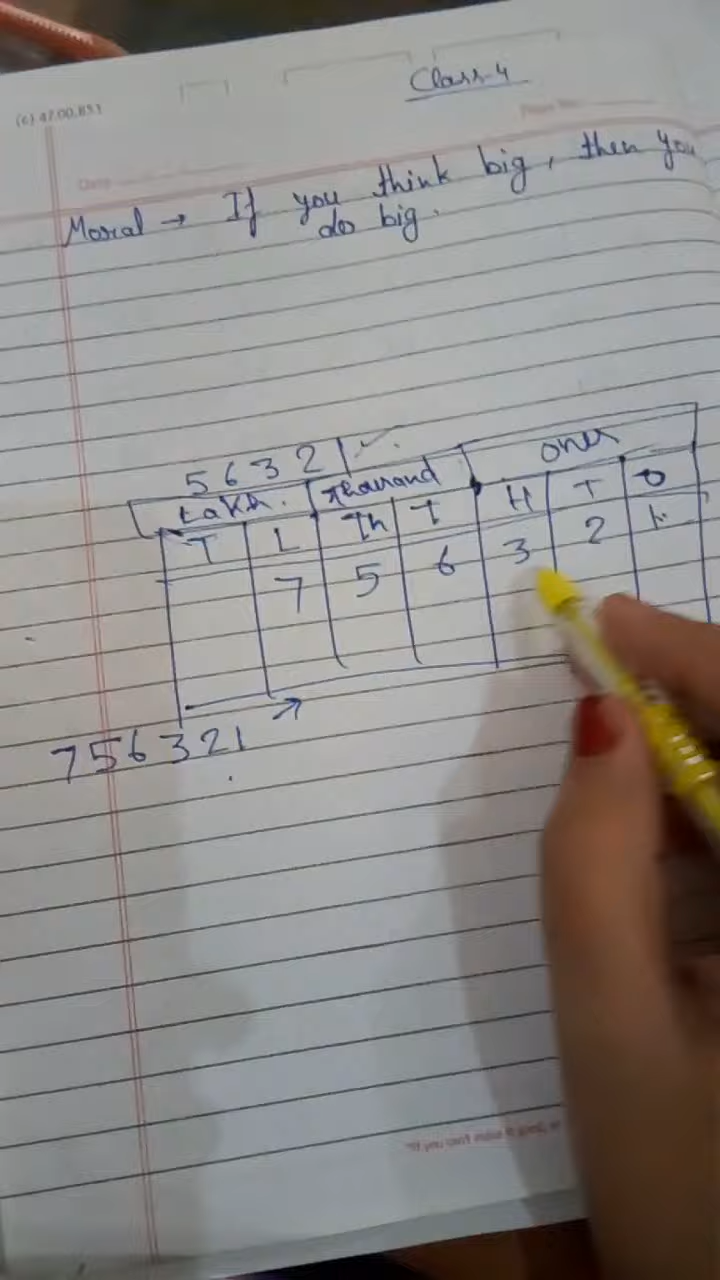 Class-4
Moral → If you think big, then you
do big.
56321
Lakh. Thousand ones
T L Th T H T O
7 5 6 3 2 1
→
756321